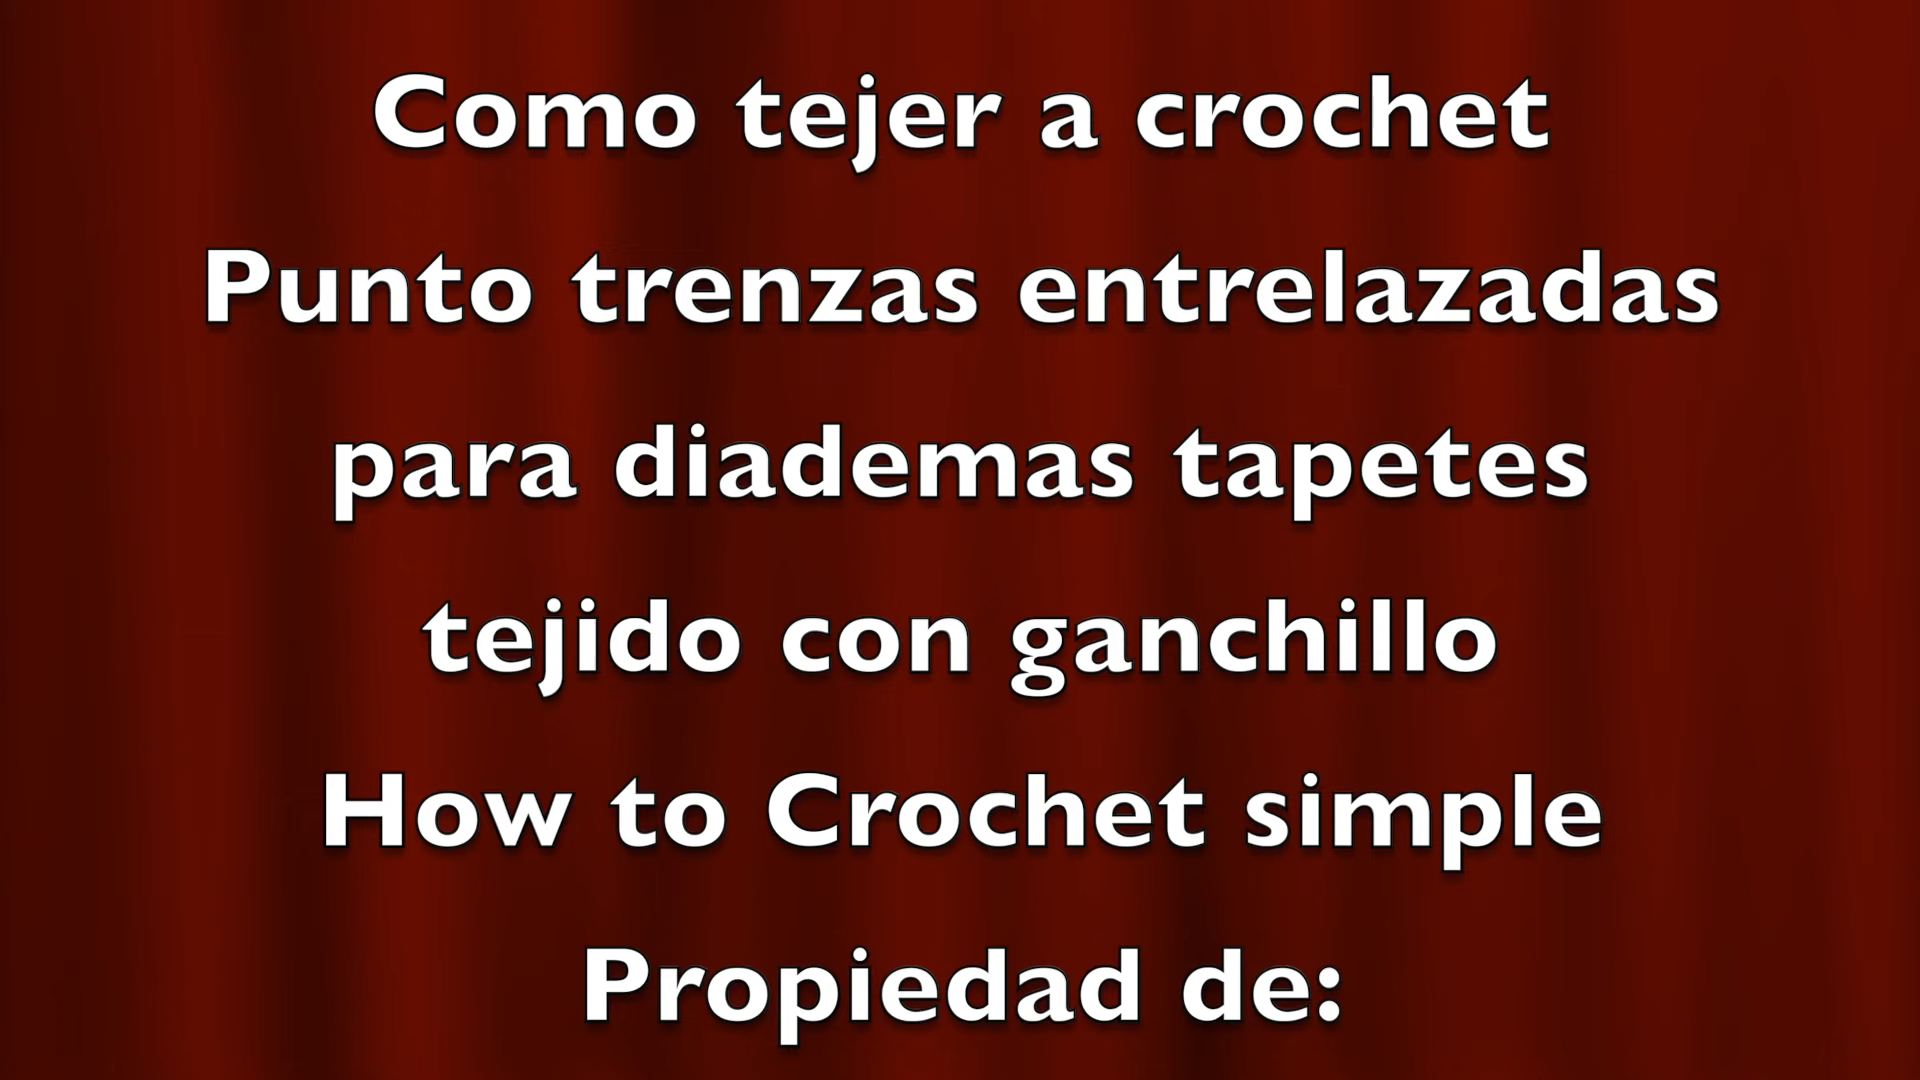 Como tejer a crochet
Punto trenzas entrelazadas
para diademas tapetes
tejido con ganchillo
How to Crochet simple
Propiedad de: